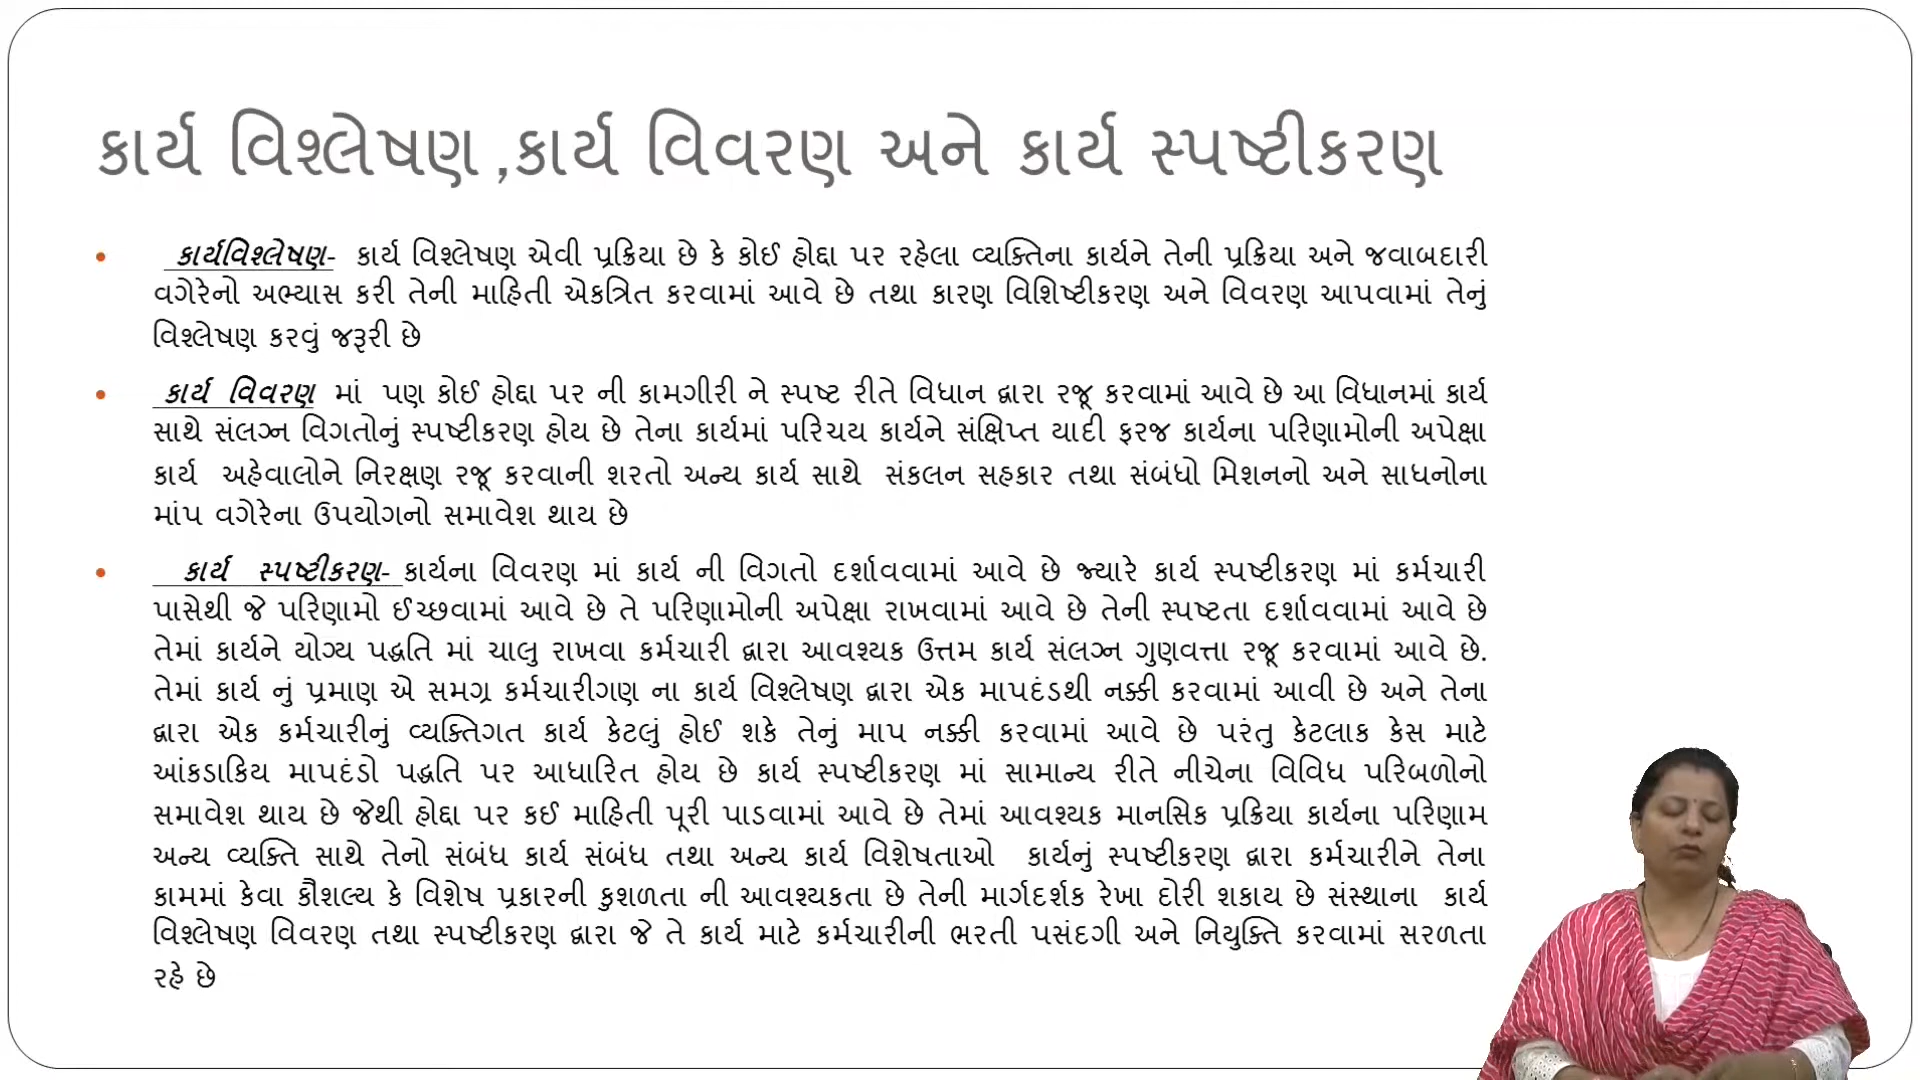 કાર્ય વિશ્લેષણ ,કાર્ય વિવરણ અને કાર્ય સ્પષ્ટીકરણ
કાર્યવિશ્લેષણ- કાર્ય વિશ્લેષણ એવી પ્રક્રિયા છે કે કોઈ હોદ્દા પર રહેલા વ્યક્તિના કાર્યને તેની પ્રક્રિયા અને જવાબદારી
વગેરેનો અભ્યાસ કરી તેની માહિતી એકત્રિત કરવામાં આવે છે તથા કારણ વિશિષ્ટીકરણ અને વિવરણ આપવામાં તેનું
વિશ્લેષણ કરવું જરૂરી છે
કાર્ય વિવરણ માં પણ કોઈ હોદ્દા પર ની કામગીરી ને સ્પષ્ટ રીતે વિધાન દ્વારા રજૂ કરવામાં આવે છે આ વિધાનમાં કાર્ય
સાથે સંલગ્ન વિગતોનું સ્પષ્ટીકરણ હોય છે તેના કાર્યમાં પરિચય કાર્યને સંક્ષિપ્ત યાદી ફરજ કાર્યના પરિણામોની અપેક્ષા
કાર્ય અહેવાલોને નિરક્ષણ રજૂ કરવાની શરતો અન્ય કાર્ય સાથે સંકલન સહકાર તથા સંબંધો મિશનનો અને સાધનોના
માંપ વગેરેના ઉપયોગનો સમાવેશ થાય છે
કાર્ય સ્પષ્ટીકરણ- કાર્યના વિવરણ માં કાર્ય ની વિગતો દર્શાવવામાં આવે છે જ્યારે કાર્ય સ્પષ્ટીકરણ માં કર્મચારી
પાસેથી જે પરિણામો ઈચ્છવામાં આવે છે તે પરિણામોની અપેક્ષા રાખવામાં આવે છે તેની સ્પષ્ટતા દર્શાવવામાં આવે છે
તેમાં કાર્યને યોગ્ય પદ્ધતિ માં ચાલુ રાખવા કર્મચારી દ્વારા આવશ્યક ઉત્તમ કાર્ય સંલગ્ન ગુણવત્તા રજૂ કરવામાં આવે છે.
તેમાં કાર્ય નું પ્રમાણ એ સમગ્ર કર્મચારીગણ ના કાર્ય વિશ્લેષણ દ્વારા એક માપદંડથી નક્કી કરવામાં આવી છે અને તેના
દ્વારા એક કર્મચારીનું વ્યક્તિગત કાર્ય કેટલું હોઈ શકે તેનું માપ નક્કી કરવામાં આવે છે પરંતુ કેટલાક કેસ માટે
આંકડાકિય માપદંડો પદ્ધતિ પર આધારિત હોય છે કાર્ય સ્પષ્ટીકરણ માં સામાન્ય રીતે નીચેના વિવિધ પરિબળોનો
સમાવેશ થાય છે જેથી હોદ્દા પર કઈ માહિતી પૂરી પાડવામાં આવે છે તેમાં આવશ્યક માનસિક પ્રક્રિયા કાર્યના પરિણામ
અન્ય વ્યક્તિ સાથે તેનો સંબંધ કાર્ય સંબંધ તથા અન્ય કાર્ય વિશેષતાઓ કાર્યનું સ્પષ્ટીકરણ દ્વારા કર્મચારીને તેના
કામમાં કેવા કૌશલ્ય કે વિશેષ પ્રકારની કુશળતા ની આવશ્યકતા છે તેની માર્ગદર્શક રેખા દોરી શકાય છે સંસ્થાના કાર્ય
વિશ્લેષણ વિવરણ તથા સ્પષ્ટીકરણ દ્વારા જે તે કાર્ય માટે કર્મચારીની ભરતી પસંદગી અને નિયુક્તિ કરવામાં સરળતા
રહે છે